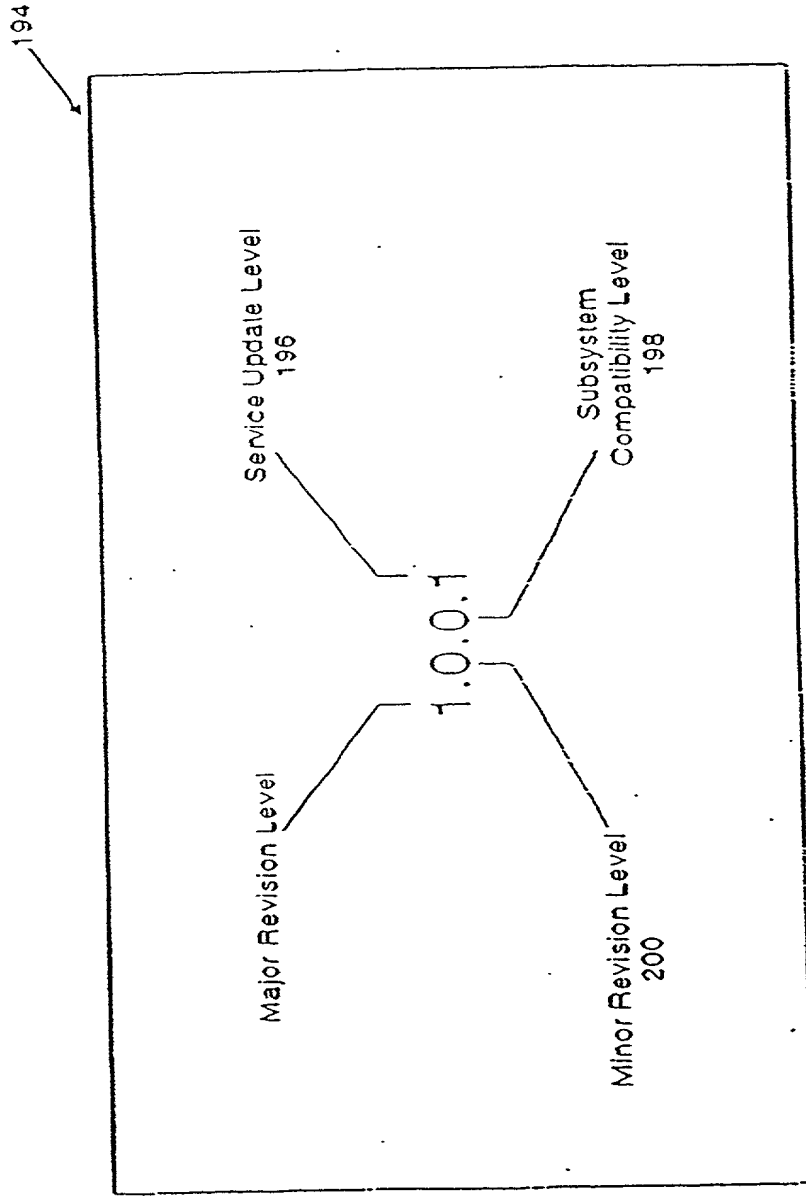 194
Major Revision Level
Service Update Level
196
1.0.0.1
Minor Revision Level
200
Subsystem
Compatibility Level
198